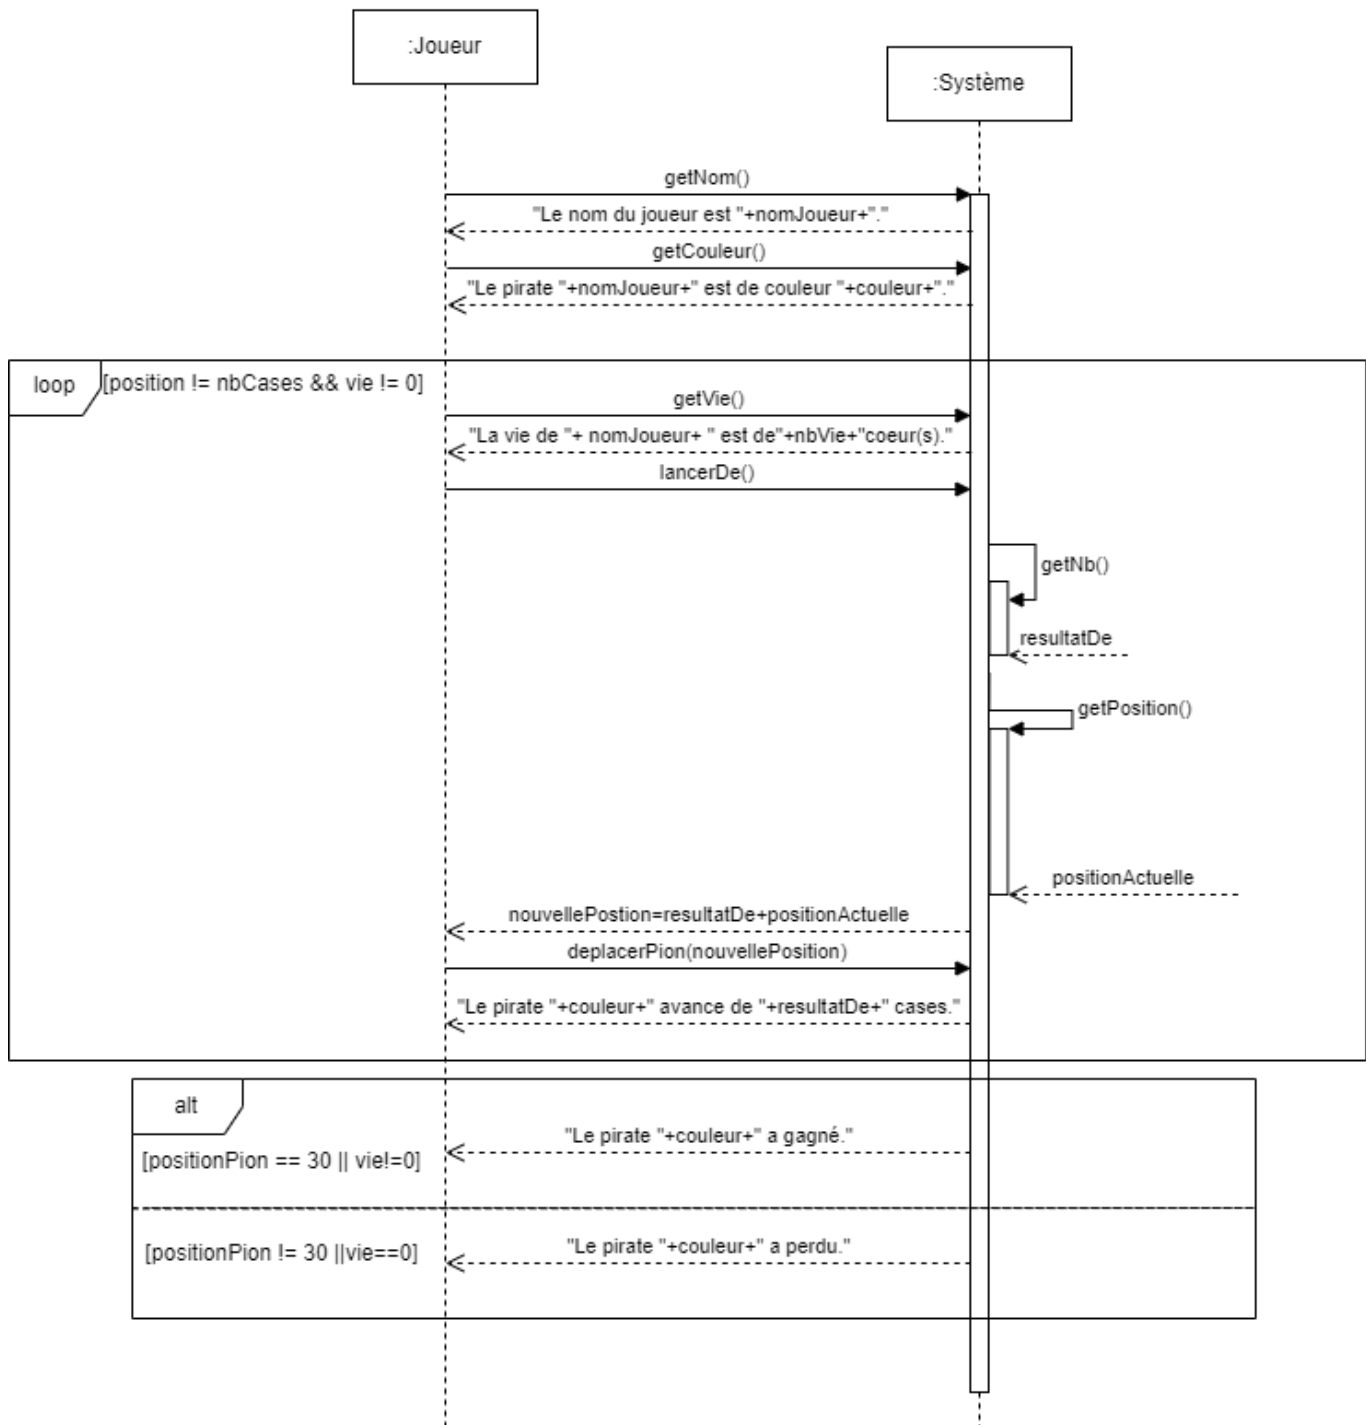 :Joueur
:Système
getNom()
"Le nom du joueur est "+nomJoueur+"."
getCouleur()
"Le pirate "+nomJoueur+" est de couleur "+couleur+"."
loop
[position != nbCases && vie != 0]
getVie()
"La vie de "+ nomJoueur+ " est de"+nbVie+"coeur(s)."
lancerDe()
getNb()
resultatDe
getPosition()
positionActuelle
nouvellePostion=resultatDe+positionActuelle
deplacerPion(nouvellePosition)
"Le pirate "+couleur+" avance de "+resultatDe+" cases."
alt
"Le pirate "+couleur+" a gagné."
[positionPion == 30 || vie!=0]
"Le pirate "+couleur+" a perdu."
[positionPion != 30 ||vie==0]